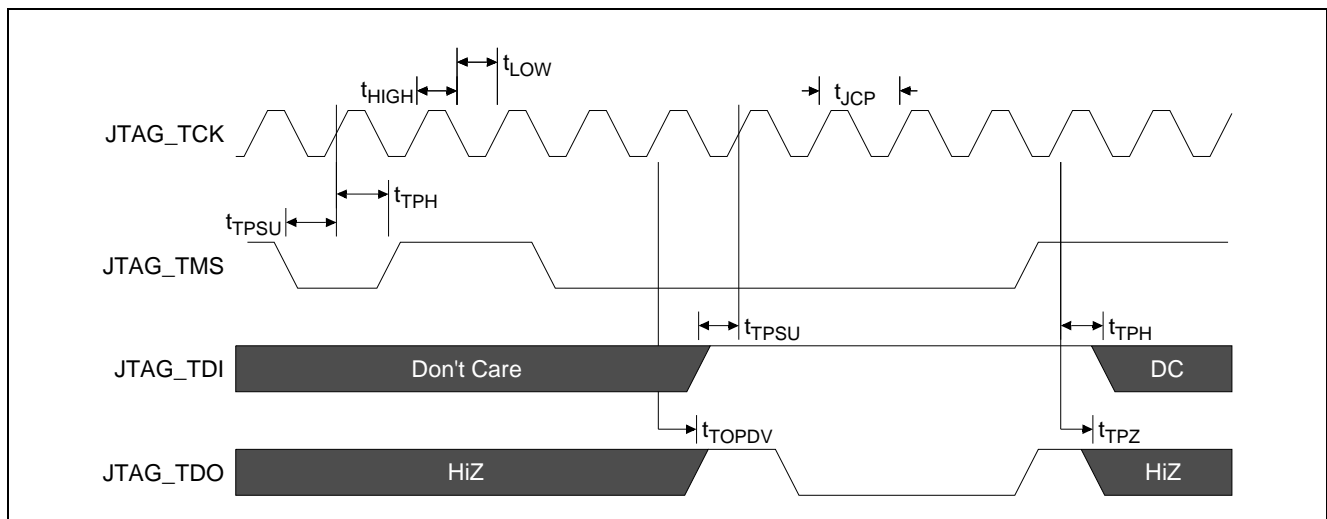 tLOW
tHIGH
tJCP
JTAG_TCK
tTPH
tTPSU
JTAG_TMS
tTPSU
tTPH
JTAG_TDI
Don't Care
DC
tTOPDV
tTPZ
JTAG_TDO
HiZ
HiZ